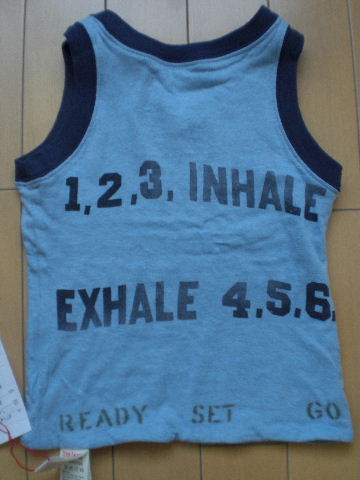 1,2,3, INHALE
EXHALE 4,5,6,
READY SET GO